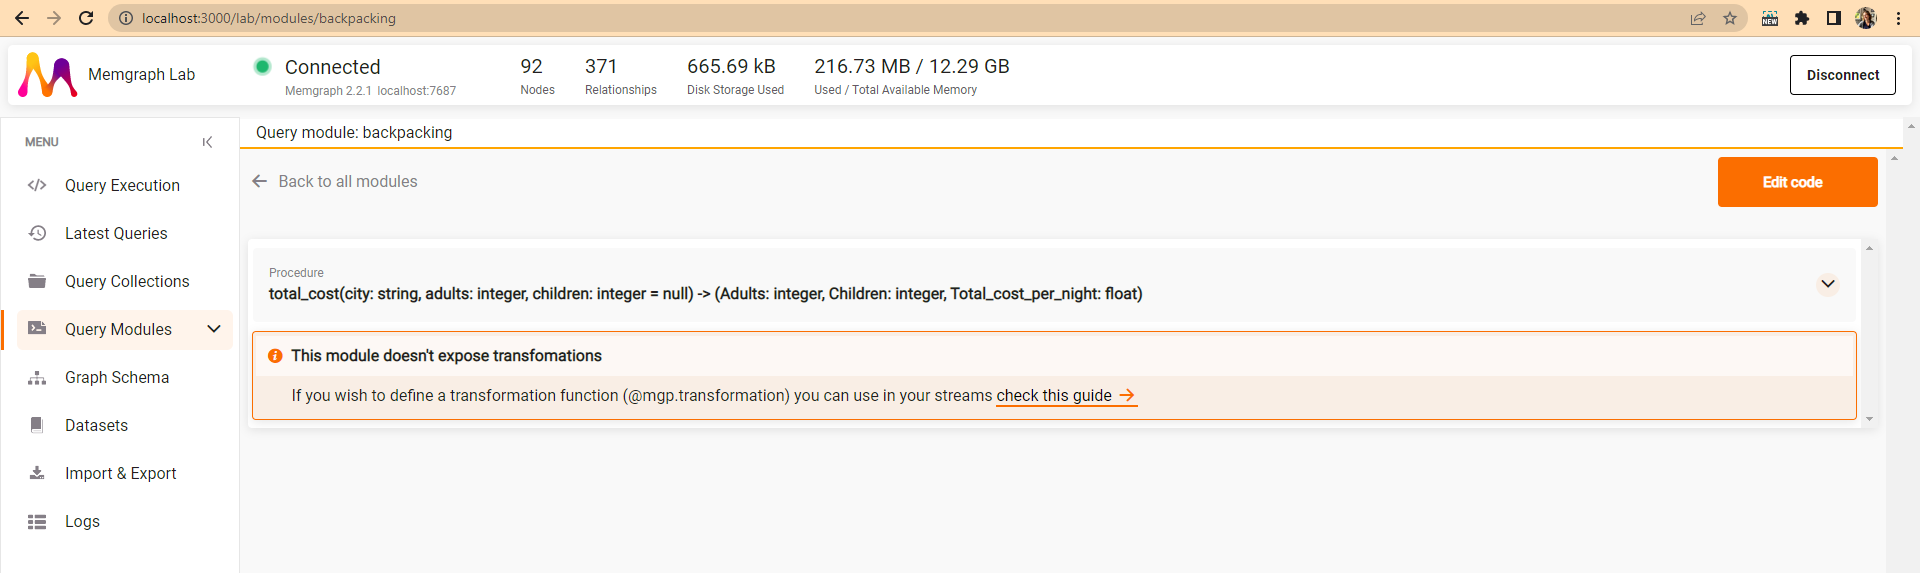 localhost:3000/lab/modules/backpacking
NEW
Memgraph Lab
Connected
Memgraph 2.2.1 localhost:7687
92
Nodes
371
Relationships
665.69 kB
Disk Storage Used
216.73 MB / 12.29 GB
Used / Total Available Memory
Disconnect
MENU
Query Execution
Latest Queries
Query Collections
Query Modules
Graph Schema
Datasets
Import & Export
Logs
Query module: backpacking
Back to all modules
Edit code
Procedure
total_cost(city: string, adults: integer, children: integer = null) -> (Adults: integer, Children: integer, Total_cost_per_night: float)
This module doesn't expose transfomations
If you wish to define a transformation function (@mgp.transformation) you can use in your streams check this guide